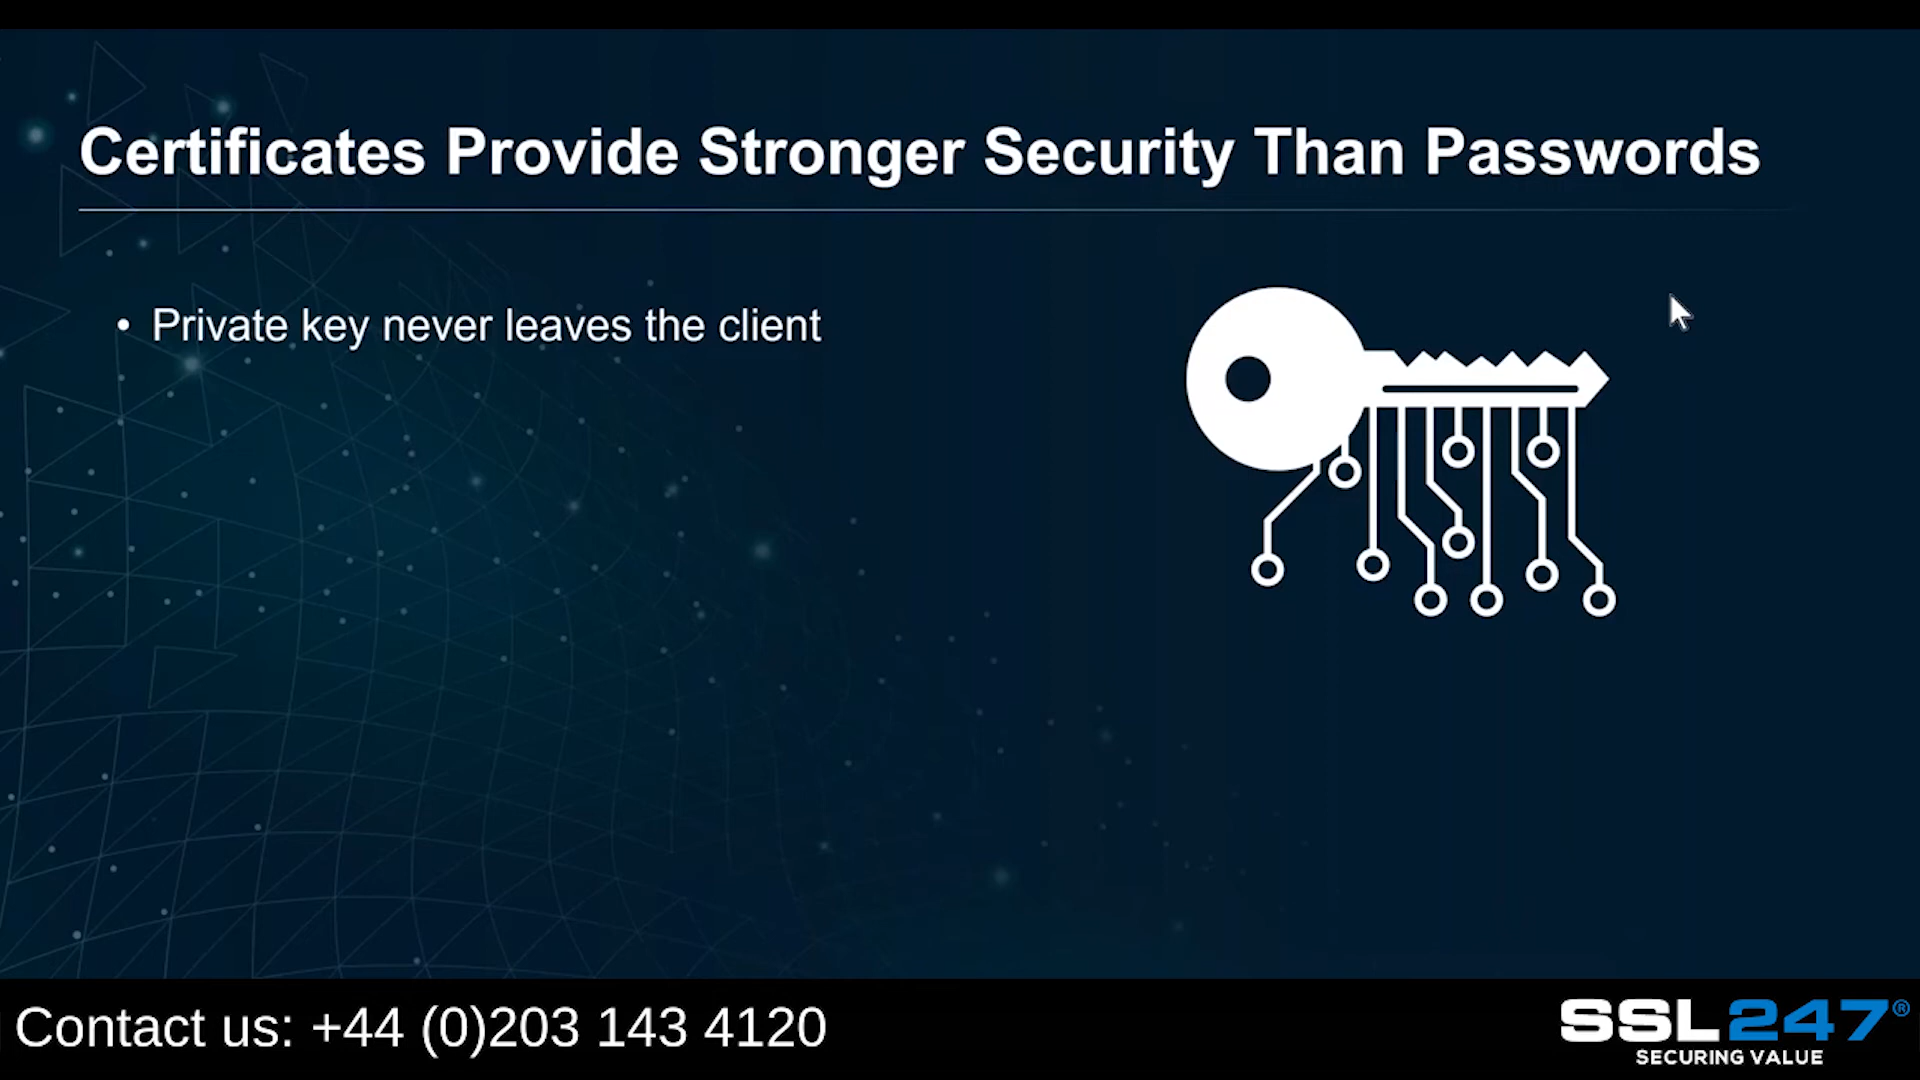 Certificates Provide Stronger Security Than Passwords
• Private key never leaves the client
Contact us: +44 (0)203 143 4120
SSL247®
SECURING VALUE